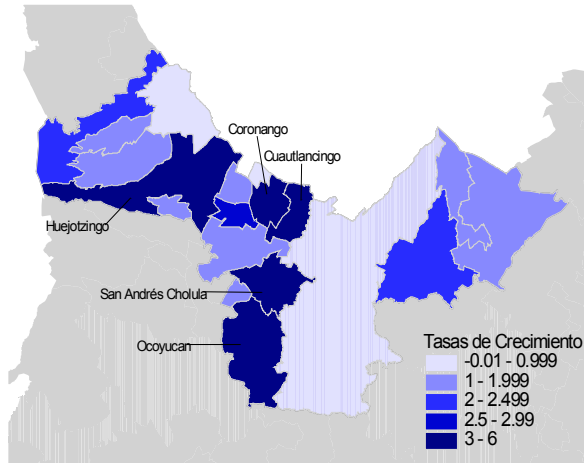 Coronango
Cuautlancingo
Huejotzingo
San Andrés Cholula
Ocoyucan
Tasas de Crecimiento
-0.01 - 0.999
1 - 1.999
2 - 2.499
2.5 - 2.99
3 - 6